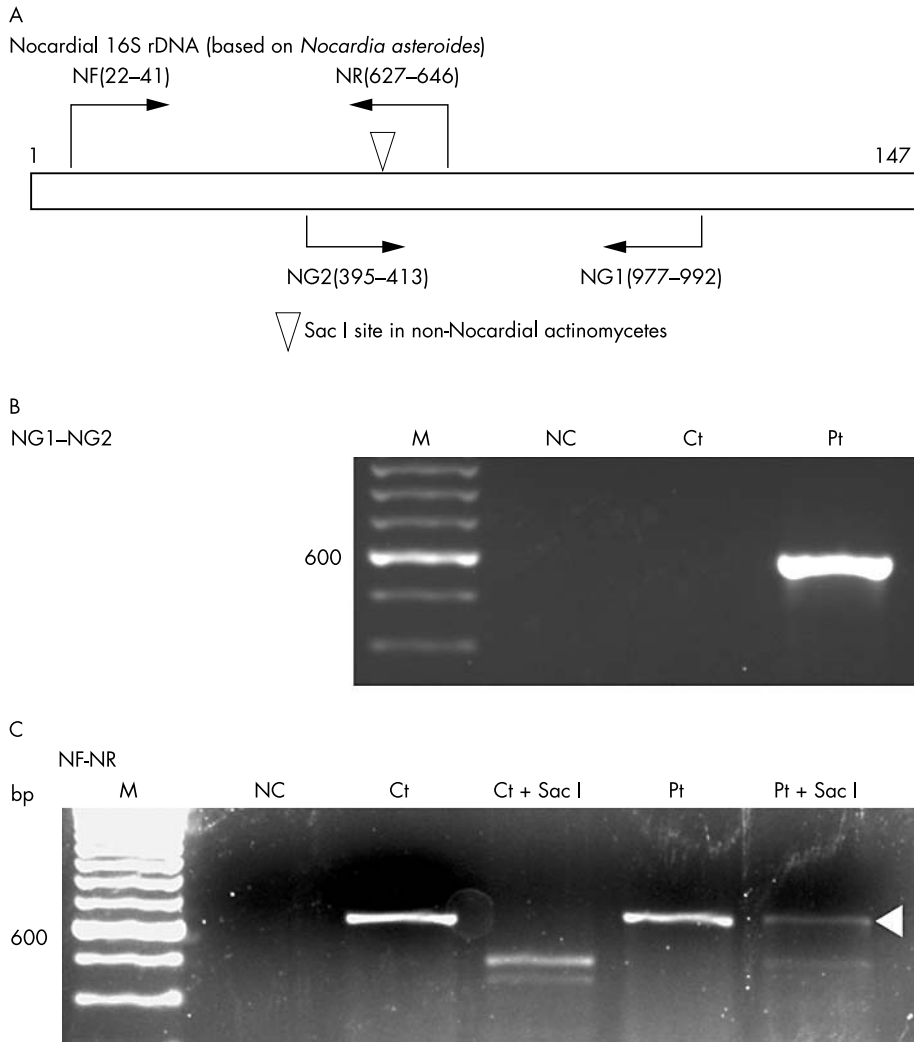 A
Nocardial 16S rDNA (based on Nocardia asteroides)
NF(22–41) NR(627–646)
1 147
NG2(395–413) NG1(977–992)
Sac I site in non-Nocardial actinomycetes
B
NG1–NG2 M NC Ct Pt
600
C
NF-NR
bp M NC Ct Ct + Sac I Pt Pt + Sac I
600